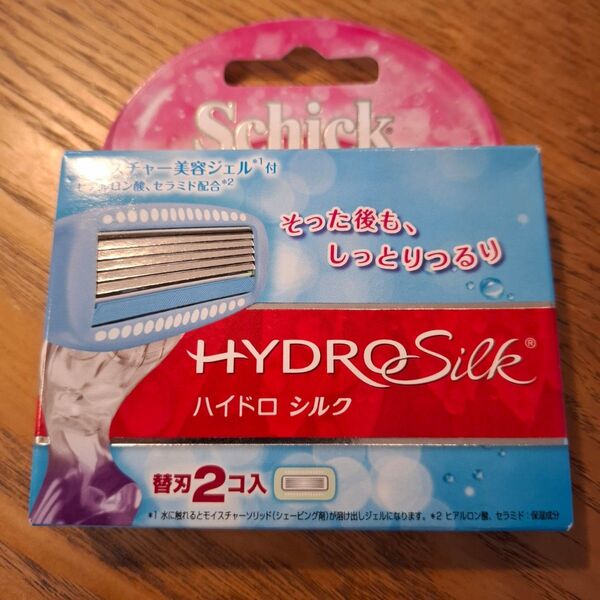 Schick
スチャー美容ジェル*1付
ヒアルロン酸、セラミド配合*2
そった後も、
しっとりつるり
HYDRO Silk®
ハイドロ シルク
替刃2コ入
*1 水に触れるとモイスチャーソリッド(シェービング剤)が溶け出しジェルになります。 *2 ヒアルロン酸、セラミド:保湿成分